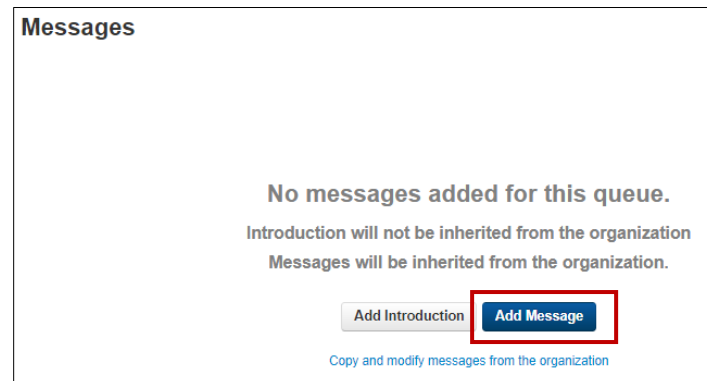 Messages
No messages added for this queue.
Introduction will not be inherited from the organization
Messages will be inherited from the organization.
Add Introduction Add Message
Copy and modify messages from the organization